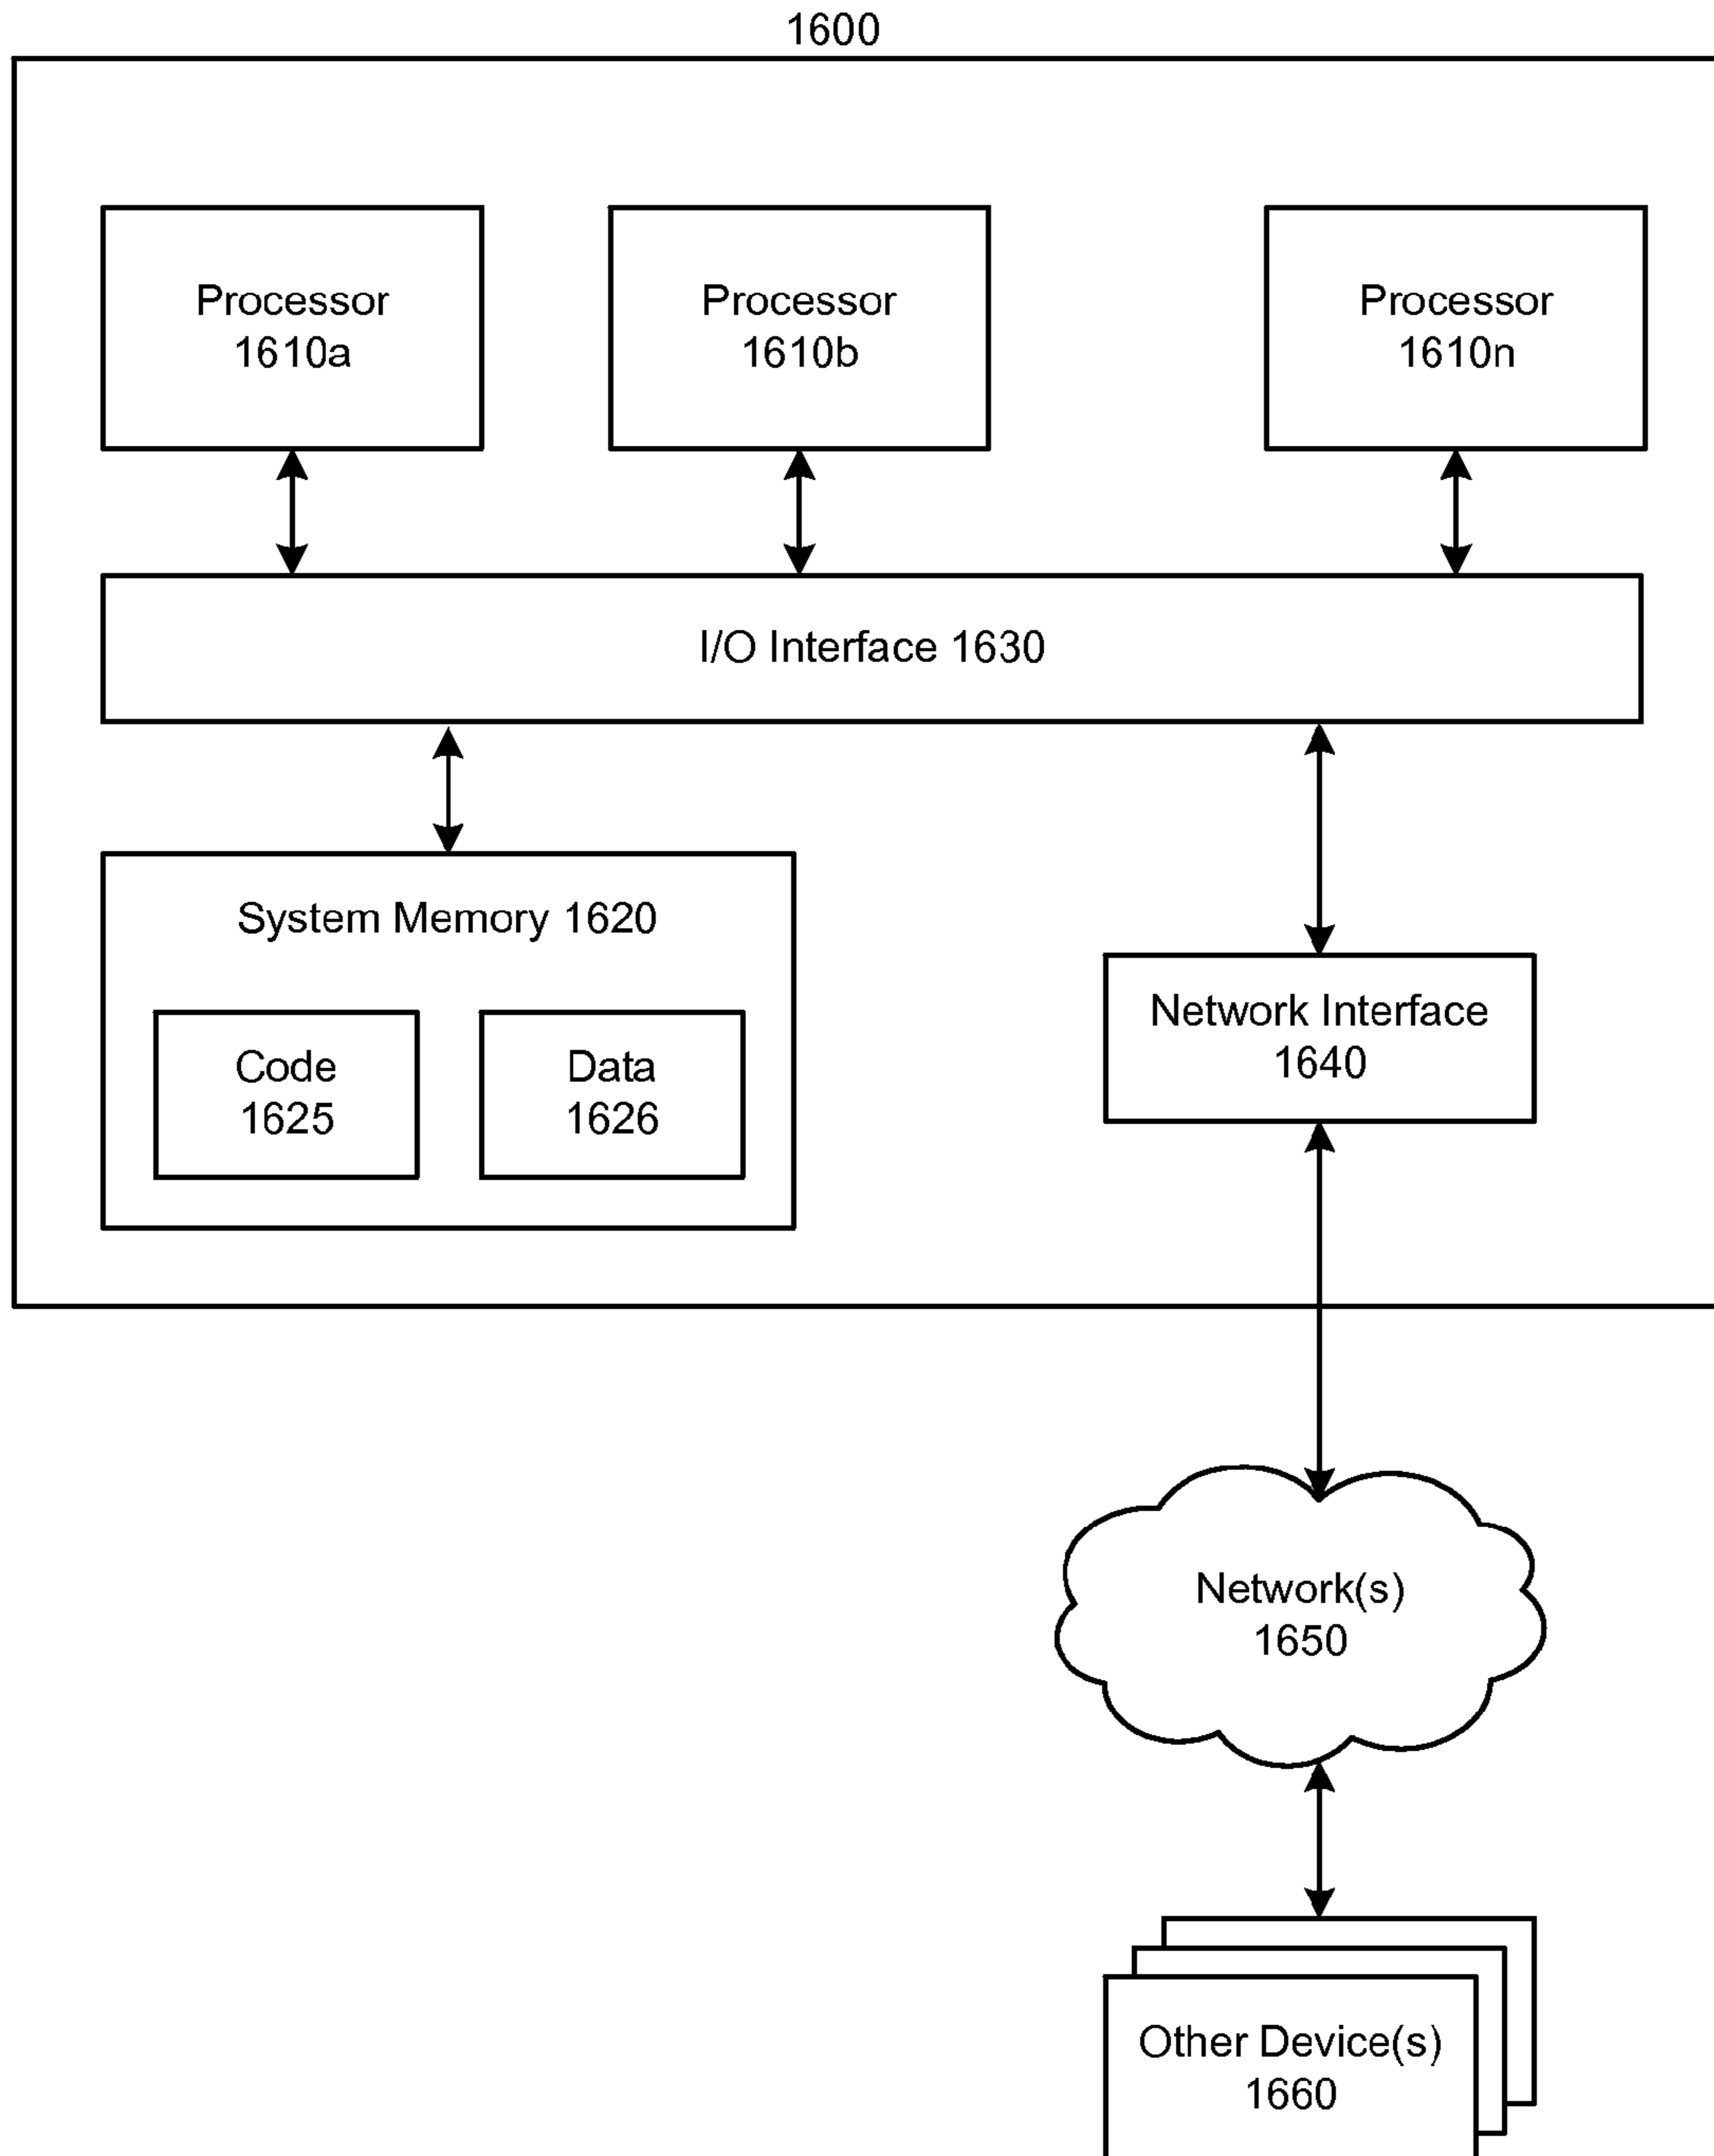 1600
Processor
1610a
Processor
1610b
Processor
1610n
I/O Interface 1630
System Memory 1620
Code
1625
Data
1626
Network Interface
1640
Network(s)
1650
Other Device(s)
1660